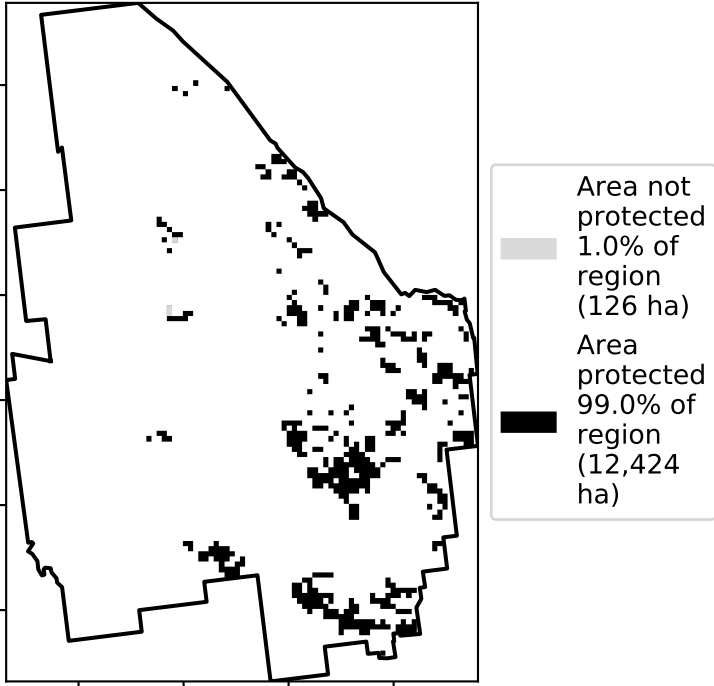 Area not
protected
1.0% of
region
(126 ha)
Area
protected
99.0% of
region
(12,424
ha)